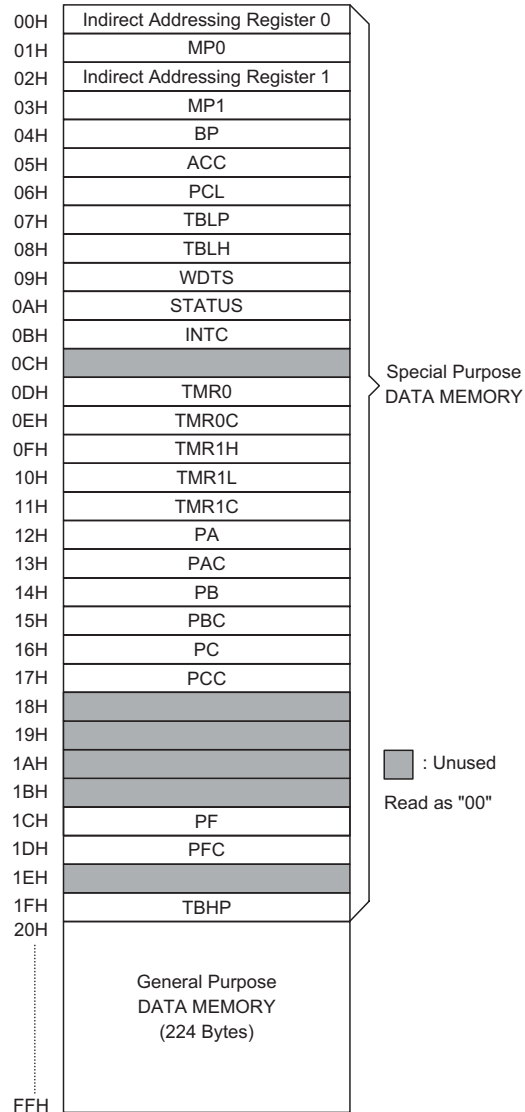 00H Indirect Addressing Register 0
01H MP0
02H Indirect Addressing Register 1
03H MP1
04H BP
05H ACC
06H PCL
07H TBLP
08H TBLH
09H WDTS
0AH STATUS
0BH INTC
0CH
0DH TMR0
0EH TMR0C
0FH TMR1H
10H TMR1L
11H TMR1C
12H PA
13H PAC
14H PB
15H PBC
16H PC
17H PCC
18H
19H
1AH
1BH
1CH PF
1DH PFC
1EH
1FH TBHP
20H
General Purpose
DATA MEMORY
(224 Bytes)
FFH
Special Purpose
DATA MEMORY
: Unused
Read as "00"